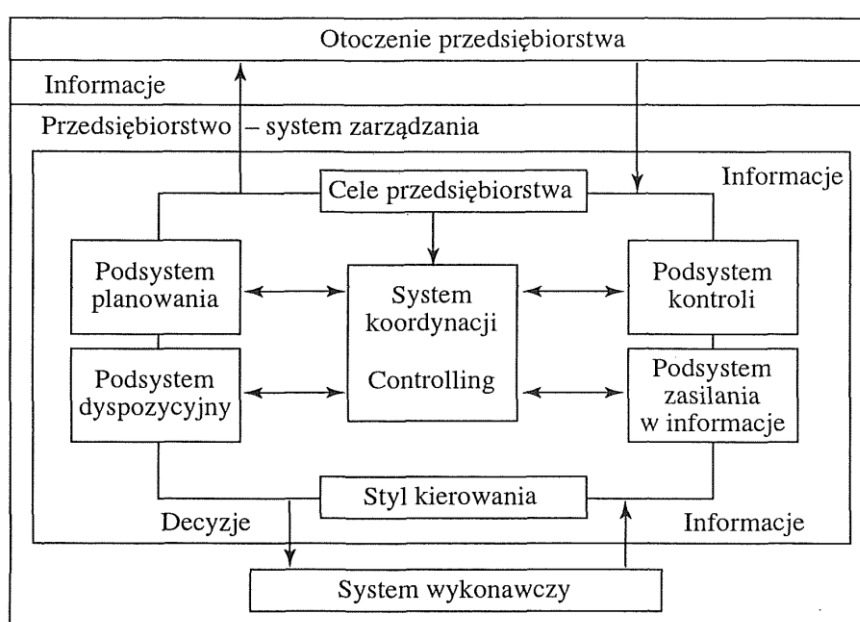 Otoczenie przedsiębiorstwa
Informacje
Przedsiębiorstwo – system zarządzania
Informacje
Cele przedsiębiorstwa
Podsystem
planowania
System
koordynacji
Controlling
Podsystem
kontroli
Podsystem
dyspozycyjny
Podsystem
zasilania
w informacje
Styl kierowania
Decyzje
Informacje
System wykonawczy